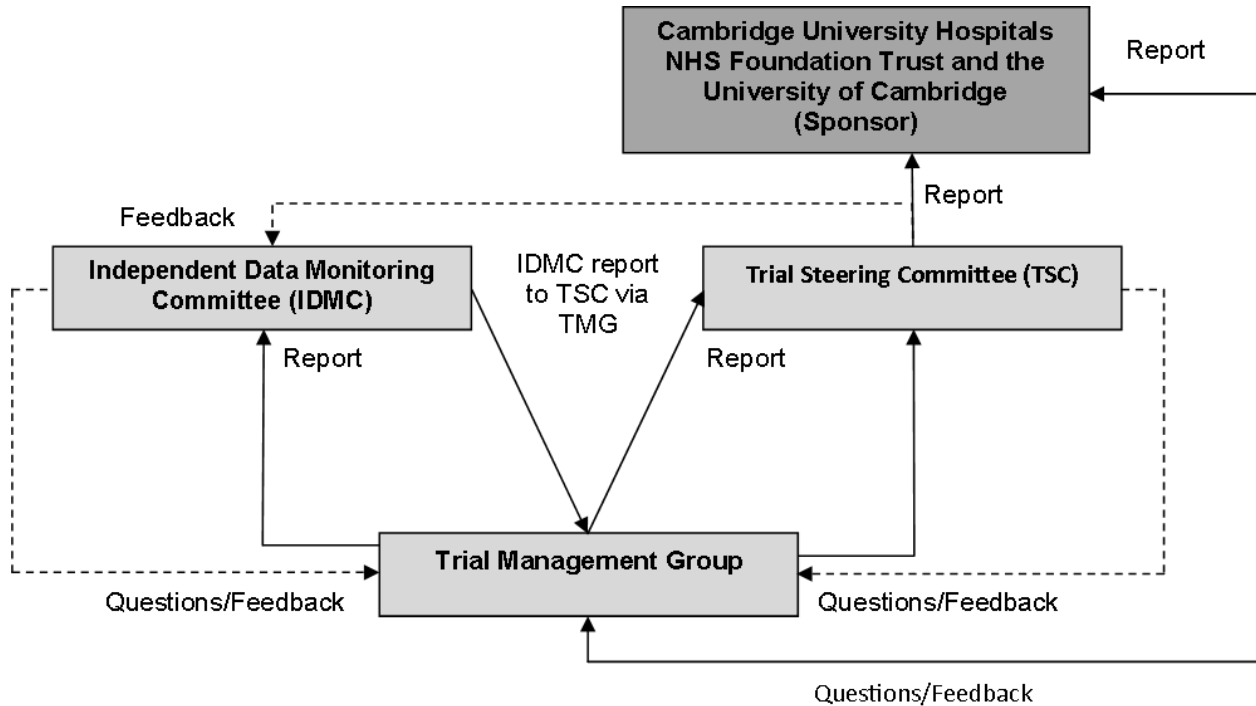 Cambridge University Hospitals
NHS Foundation Trust and the
University of Cambridge
(Sponsor)
Report
Report
Feedback
Independent Data Monitoring
Committee (IDMC)
IDMC report
to TSC via
TMG
Trial Steering Committee (TSC)
Report
Report
Trial Management Group
Questions/Feedback
Questions/Feedback
Questions/Feedback